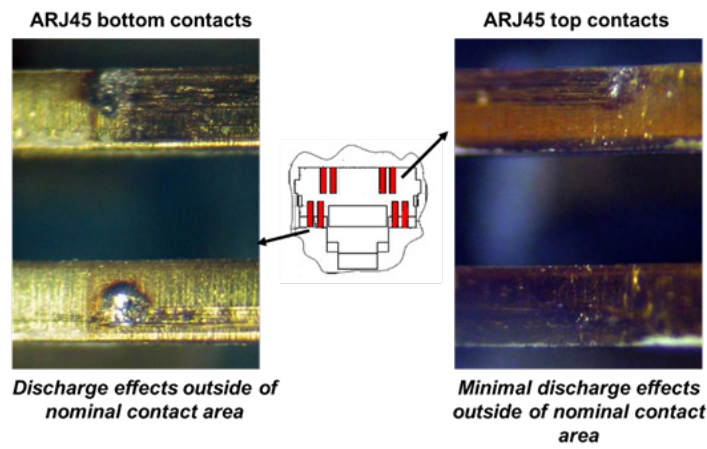 ARJ45 bottom contacts
ARJ45 top contacts
Discharge effects outside of
nominal contact area
Minimal discharge effects
outside of nominal contact
area